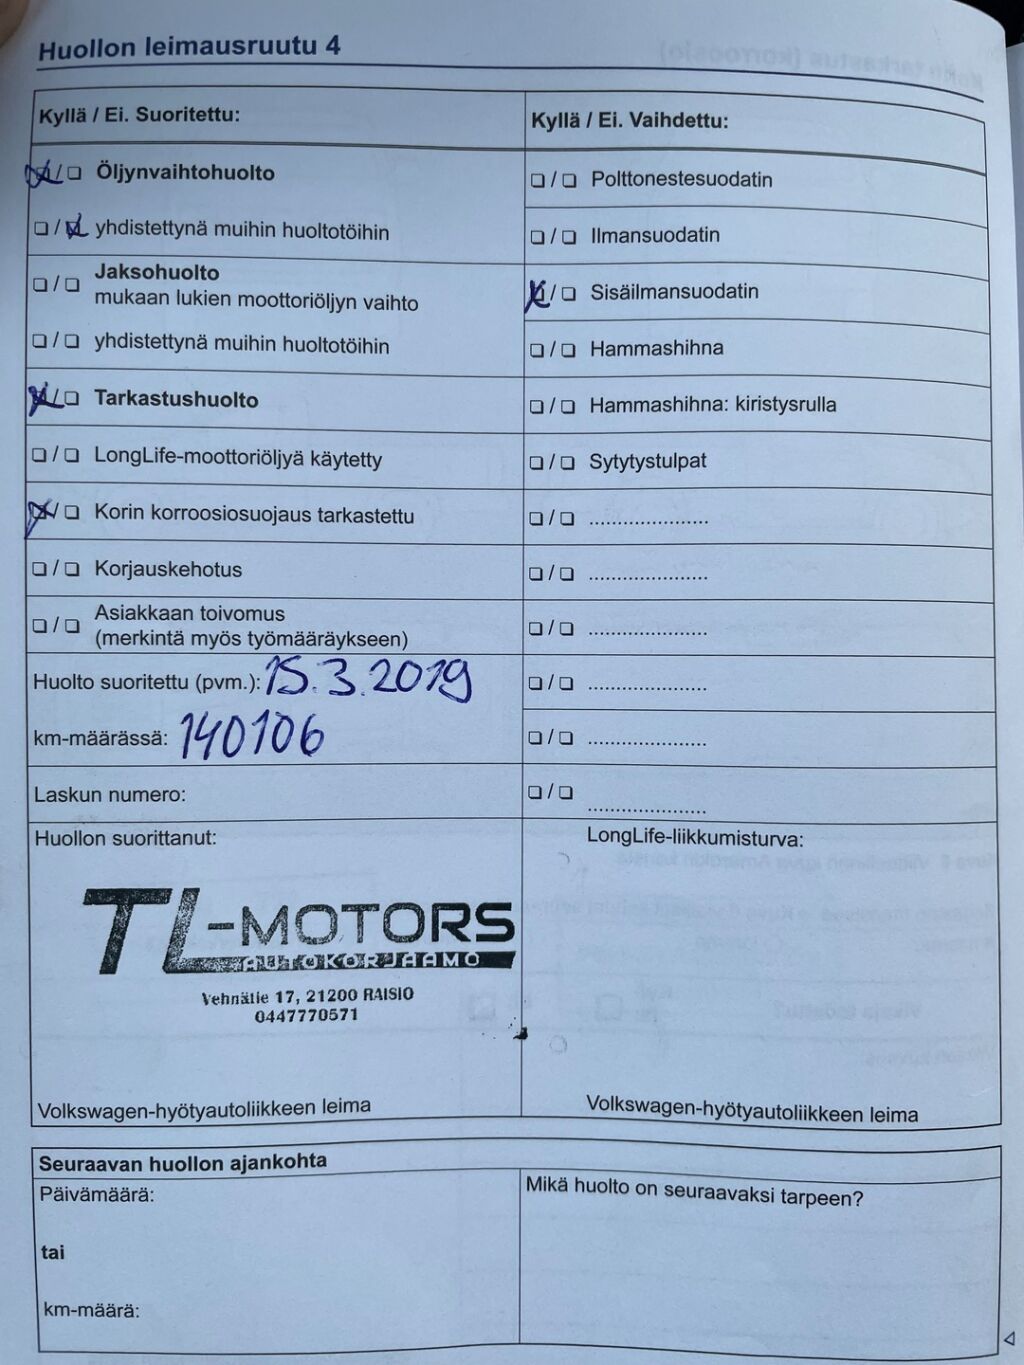 Huollon leimausruutu 4
Kyllä / Ei. Suoritettu:
☒/☐ Öljynvaihtohuolto
☐/☒ yhdistettynä muihin huoltotöihin
☐/☐ Jaksohuolto
mukaan lukien moottoriöljyn vaihto
☐/☐ yhdistettynä muihin huoltotöihin
☒/☐ Tarkastushuolto
☐/☐ LongLife-moottoriöljyä käytetty
☒/☐ Korin korroosiosuojaus tarkastettu
☐/☐ Korjauskehotus
☐/☐ Asiakkaan toivomus
(merkintä myös työmääräykseen)
Huolto suoritettu (pvm.): 15.3.2019
km-määrässä: 140106
Laskun numero:
Huollon suorittanut:
TL-MOTORS
AUTOKORJAAMO
Vehnätie 17, 21200 RAISIO
0447770571
Volkswagen-hyötyautoliikkeen leima
Kyllä / Ei. Vaihdettu:
☐/☐ Polttonestesuodatin
☐/☐ Ilmansuodatin
☒/☐ Sisäilmansuodatin
☐/☐ Hammashihna
☐/☐ Hammashihna: kiristysrulla
☐/☐ Sytytystulpat
☐/☐ .....................
☐/☐ .....................
☐/☐ .....................
☐/☐ .....................
☐/☐ .....................
☐/☐ .....................
LongLife-liikkumisturva:
Volkswagen-hyötyautoliikkeen leima
Seuraavan huollon ajankohta
Päivämäärä:
tai
km-määrä:
Mikä huolto on seuraavaksi tarpeen?